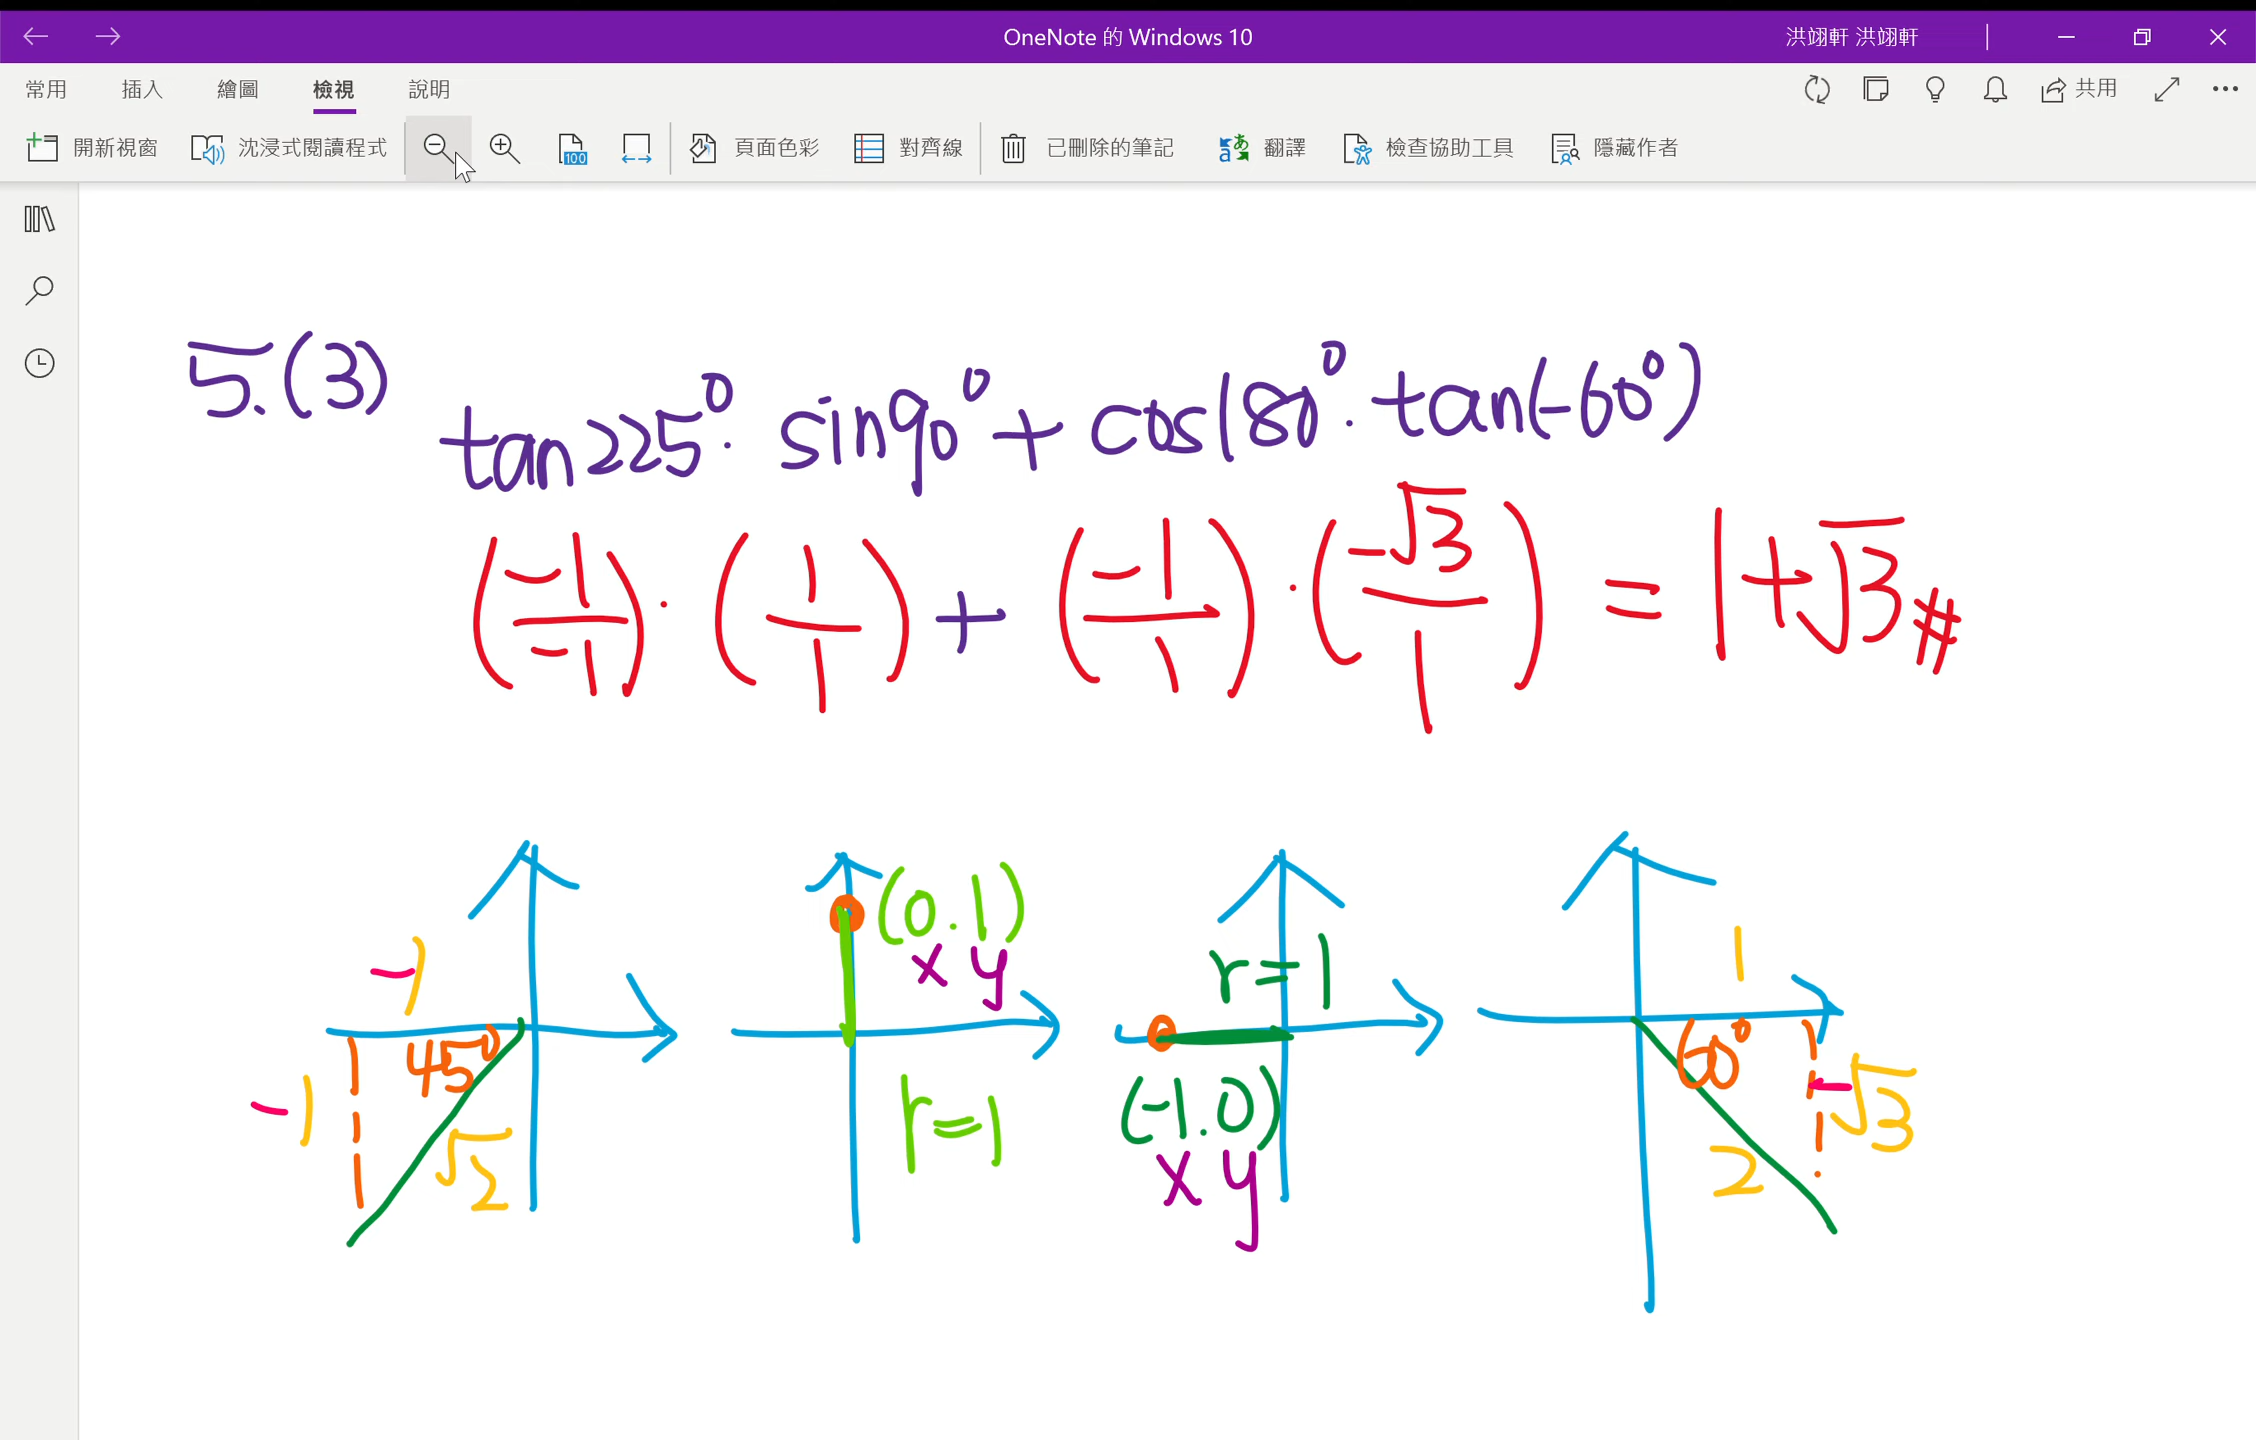 OneNote 的 Windows 10
洪翊軒 洪翊軒
常用 插入 繪圖 檢視 說明
共用
開新視窗 沈浸式閱讀程式 100 頁面色彩 對齊線 已刪除的筆記 翻譯 檢查協助工具 隱藏作者
5.(3) tan225°· sin90° + cos180°· tan(-60°)
(-1/-1)·(1/1) + (-1/1)·(-√3/1) = 1+√3#
-1
45°
-1
√2
(0.1)
x y
r=1
r=1
(-1.0)
x y
1
60°
-√3
2